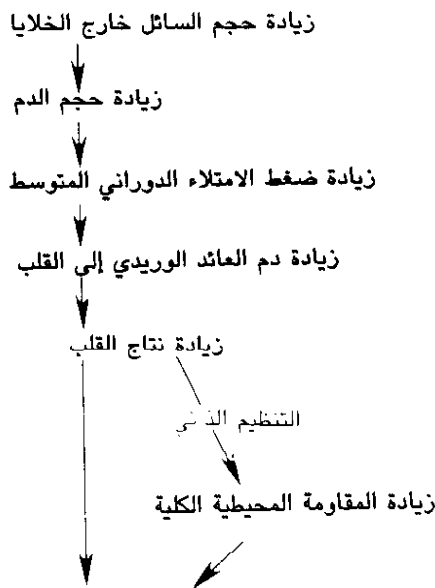 زيادة حجم السائل خارج الخلايا
زيادة حجم الدم
زيادة ضغط الامتلاء الدوراني المتوسط
زيادة دم العائد الوريدي إلى القلب
زيادة نتاج القلب
التنظيم الذاتي
زيادة المقاومة المحيطية الكلية